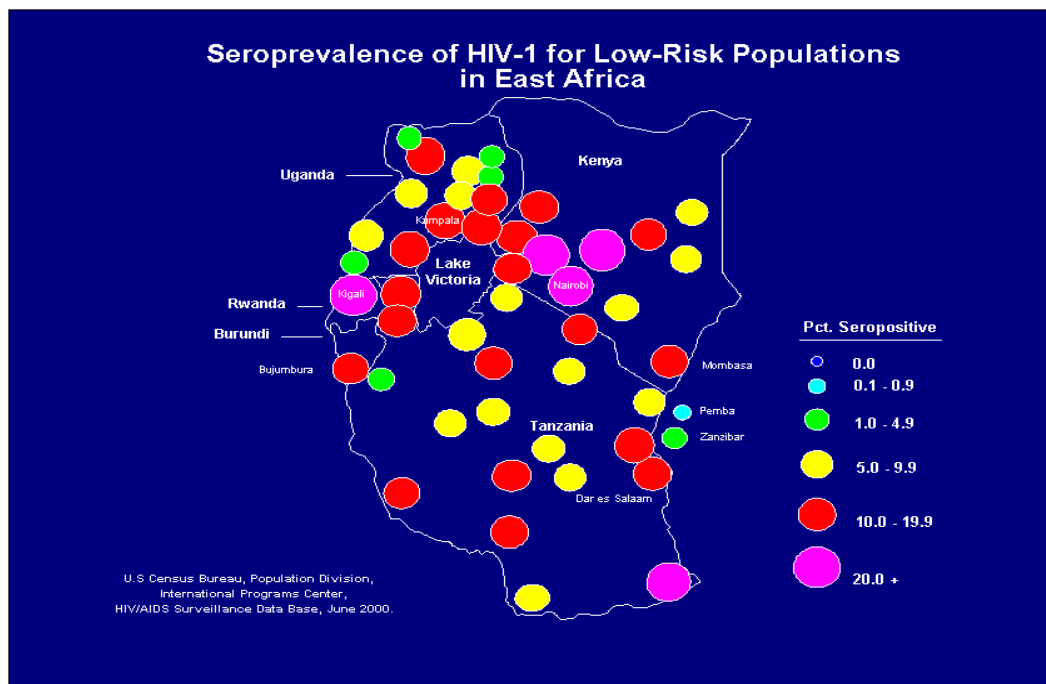 Seroprevalence of HIV-1 for Low-Risk Populations
in East Africa
Kenya
Uganda
Kampala
Lake
Victoria
Kigali
Nairobi
Rwanda
Burundi
Bujumbura
Mombasa
Pemba
Tanzania
Zanzibar
Dar es Salaam
Pct. Seropositive
0.0
0.1 - 0.9
1.0 - 4.9
5.0 - 9.9
10.0 - 19.9
20.0 +
U.S Census Bureau, Population Division,
International Programs Center,
HIV/AIDS Surveillance Data Base, June 2000.